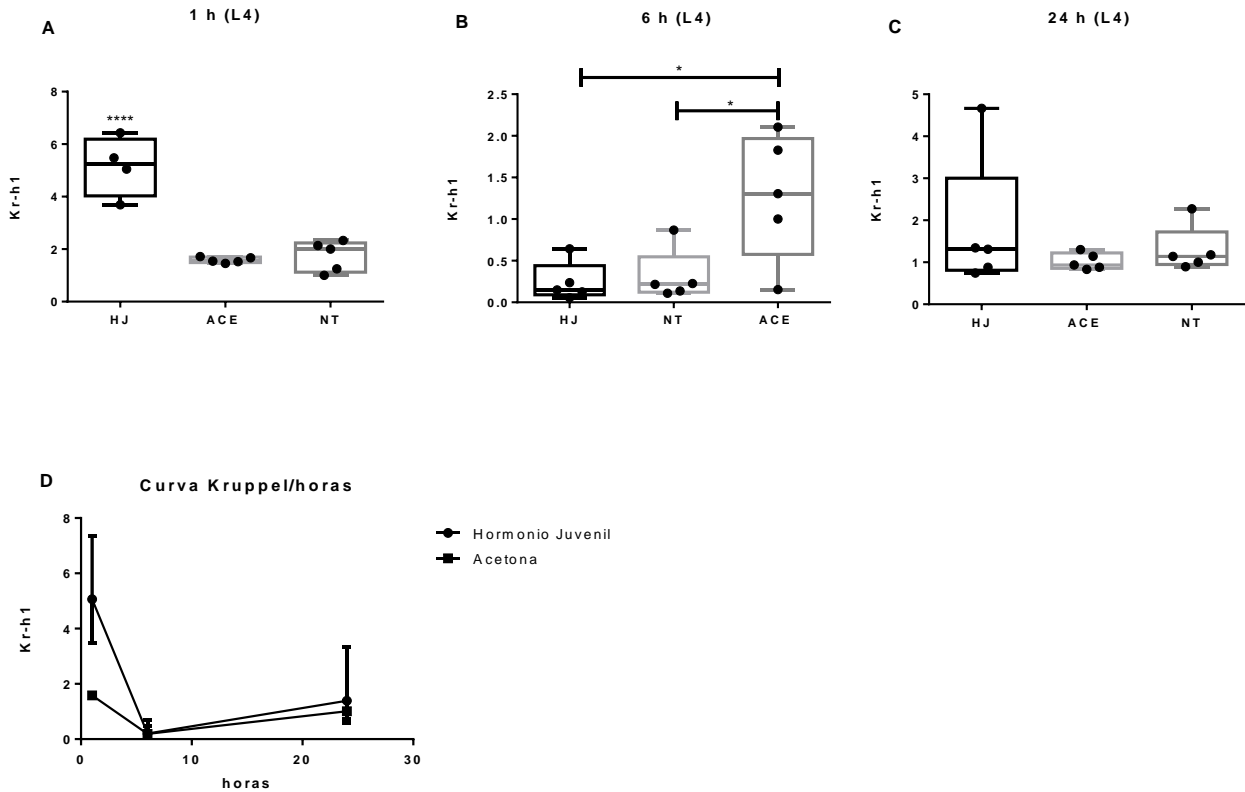 A
1 h (L4)
Kr-h1
8
6
4
2
0
****
HJ
ACE
NT
B
6 h (L4)
Kr-h1
2.5
2.0
1.5
1.0
0.5
0.0
*
*
HJ
NT
ACE
C
24 h (L4)
Kr-h1
5
4
3
2
1
0
HJ
ACE
NT
D
Curva Kruppel/horas
Kr-h1
8
6
4
2
0
0
10
20
30
horas
Hormonio Juvenil
Acetona